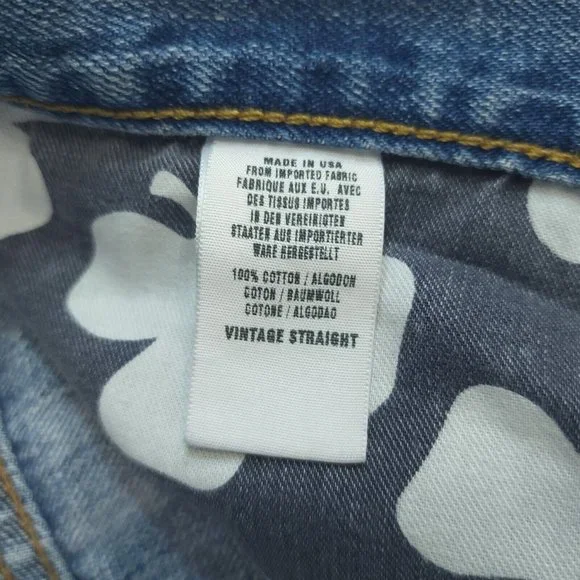 MADE IN USA
FROM IMPORTED FABRIC
FABRIQUE AUX E.U. AVEC
DES TISSUS IMPORTES
IN DEN VEREINIGTEN
STAATEN AUS IMPORTIERTER
WARE HERGESTELLT
100% COTTON / ALGODON
COTON / BAUMWOLL
COTONE / ALGODAO
VINTAGE STRAIGHT